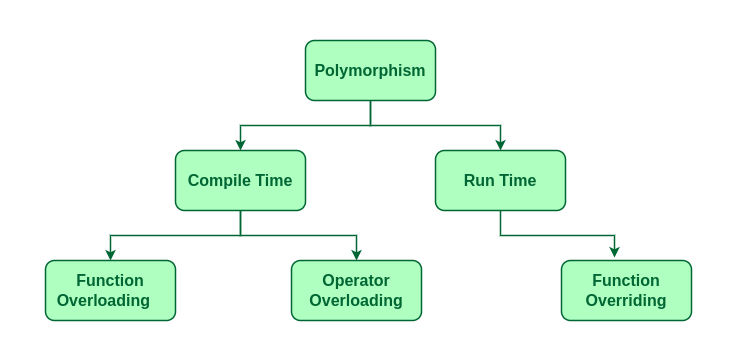 Polymorphism
Compile Time
Run Time
Function
Overloading
Operator
Overloading
Function
Overriding